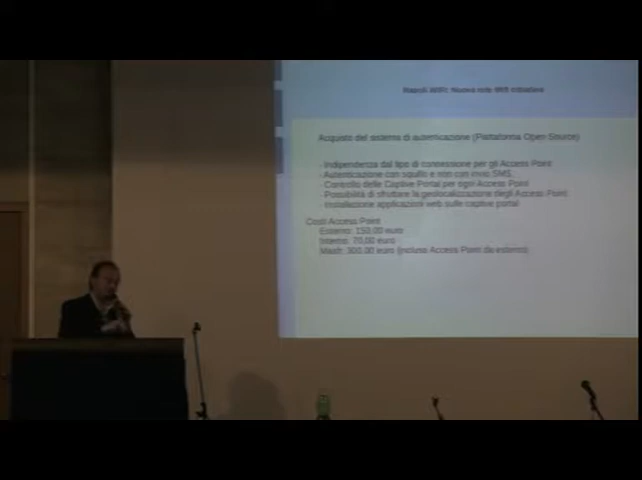 Napoli WiFi: Nuova rete Wifi cittadina
Acquisto del sistema di autenticazione (Piattaforma Open Source)
- Indipendenza dal tipo di connessione per gli Access Point
- Autenticazione con squillo e non con invio SMS
- Controllo delle Captive Portal per ogni Access Point
- Possibilità di sfruttare la geolocalizzazione degli Access Point
- Installazione applicazioni web sulle captive portal
Costi Access Point
Esterno: 150,00 euro
Interno: 70,00 euro
Mesh: 300,00 euro (incluso Access Point da esterno)